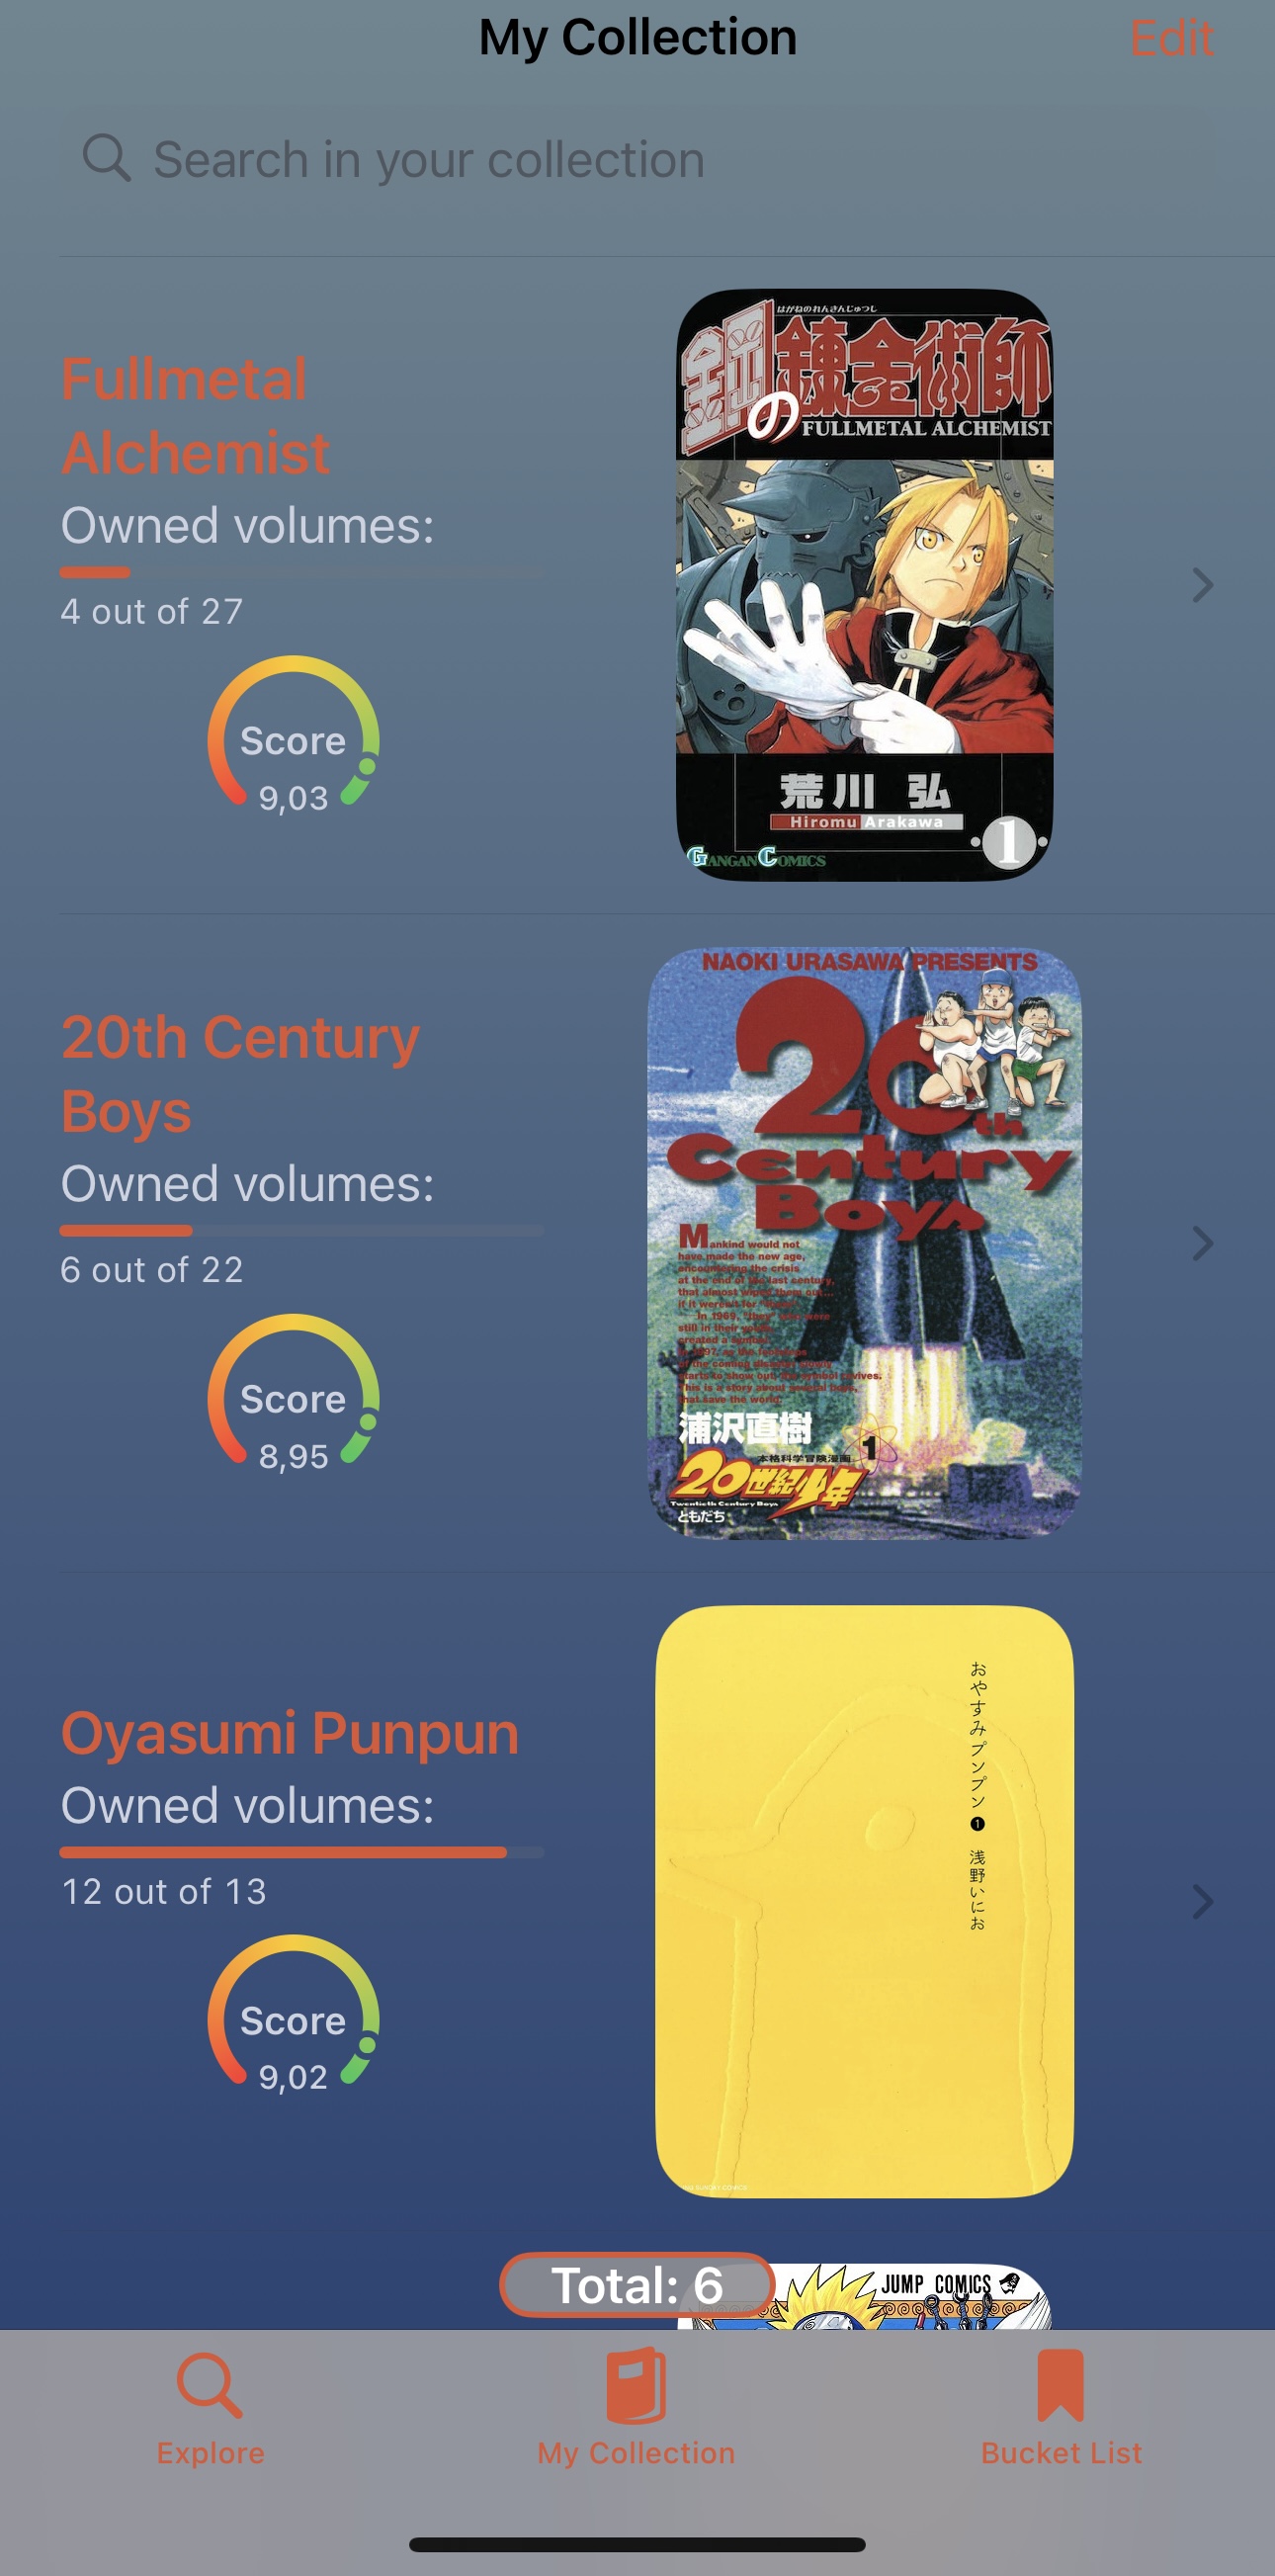 My Collection
Edit
Search in your collection
Fullmetal
Alchemist
Owned volumes:
4 out of 27
Score
9,03
はがねのれんきんじゅつし
鋼の錬金術師
FULLMETAL ALCHEMIST
荒川 弘
Hiromu Arakawa
1
GANGAN COMICS
20th Century
Boys
Owned volumes:
6 out of 22
Score
8,95
NAOKI URASAWA PRESENTS
20th
Century
Boys
Mankind would not
have made the new age,
encountering the crisis
at the end of the last century,
that almost wiped them out...
if it weren't for
In 1969, "they" were
still in their
created a symbol.
In 1997, as the
of the coming disaster slowly
starts to show out, the symbol revives.
This is a story about several boys,
that save the world.
浦沢直樹
本格科学冒険漫画
1
20世紀少年
Twentieth Century Boys
ともだち
Oyasumi Punpun
Owned volumes:
12 out of 13
Score
9,02
おやすみプンプン 1 浅野いにお
Total: 6
JUMP COMICS
Explore
My Collection
Bucket List